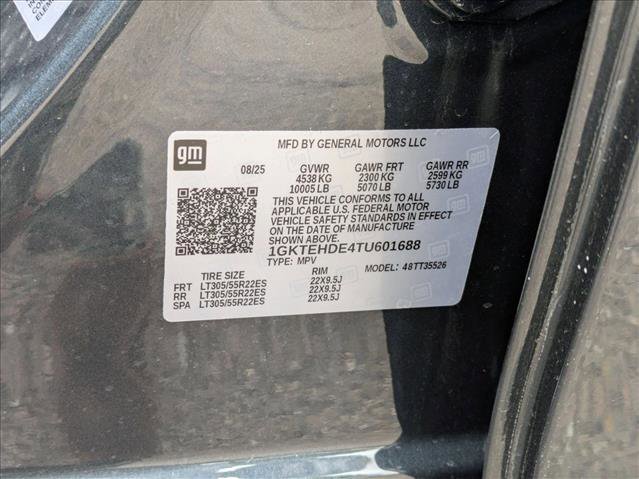 gm
MFD BY GENERAL MOTORS LLC
08/25 GVWR GAWR FRT GAWR RR
4538 KG 2300 KG 2599 KG
10005 LB 5070 LB 5730 LB
THIS VEHICLE CONFORMS TO ALL
APPLICABLE U.S. FEDERAL MOTOR
VEHICLE SAFETY STANDARDS IN EFFECT
ON THE DATE OF MANUFACTURE
SHOWN ABOVE.
1GKTEHDE4TU601688
TYPE: MPV MODEL: 48TT35526
TIRE SIZE RIM
FRT LT305/55R22ES 22X9.5J
RR LT305/55R22ES 22X9.5J
SPA LT305/55R22ES 22X9.5J